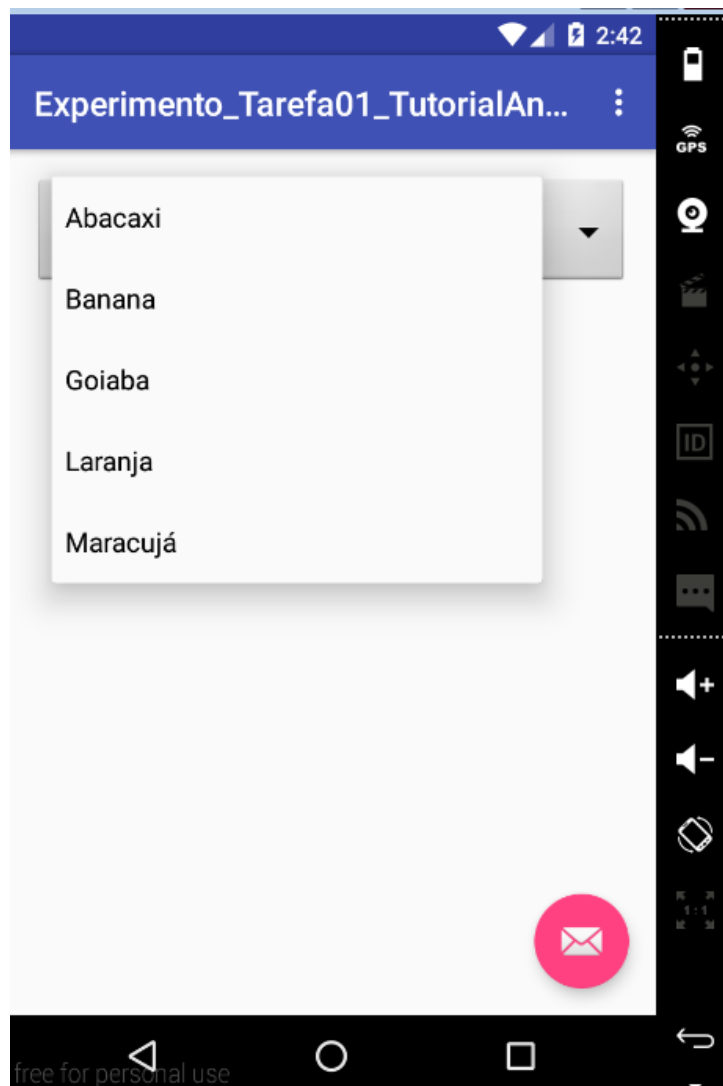 2:42
Experimento_Tarefa01_TutorialAn...
GPS
Abacaxi
Banana
Goiaba
Laranja
ID
Maracujá
1:1
free for personal use